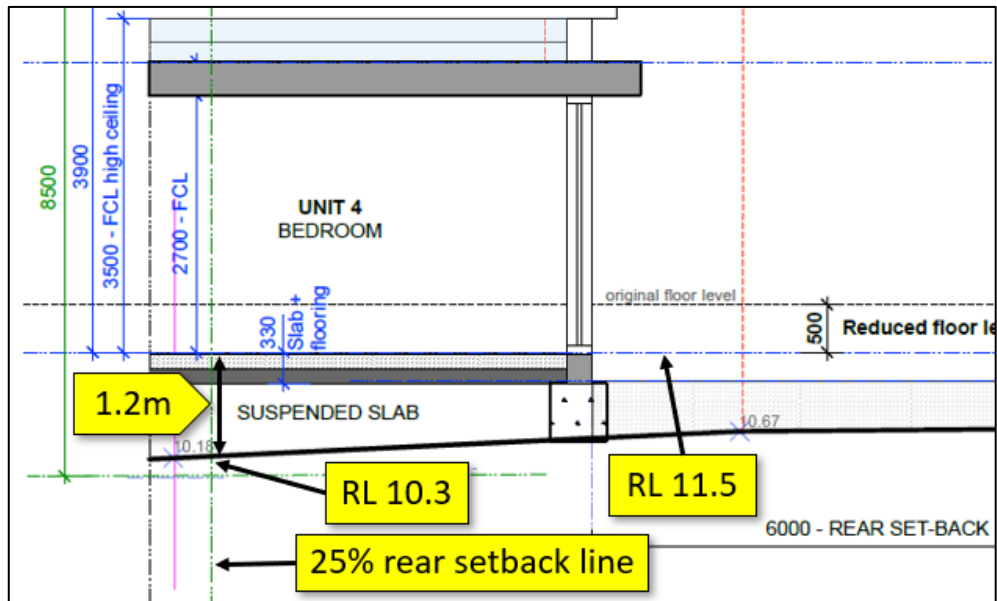 8500
3900
3500 - FCL high ceiling
2700 - FCL
UNIT 4
BEDROOM
original floor level
330
Slab +
flooring
500
Reduced floor le
1.2m
SUSPENDED SLAB
10.18
10.67
RL 10.3
RL 11.5
6000 - REAR SET-BACK
25% rear setback line